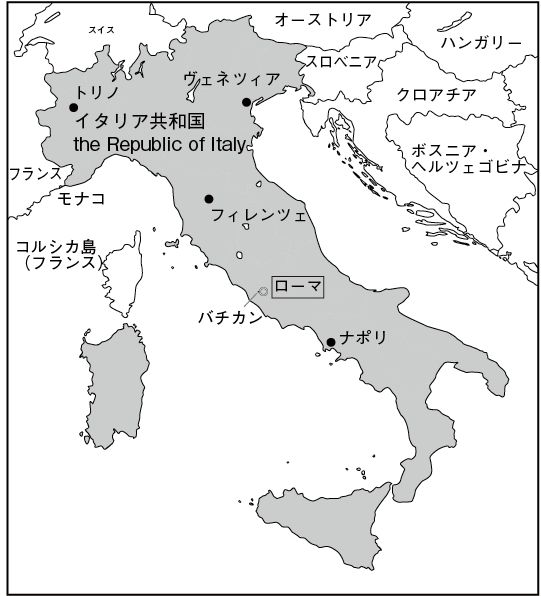 オーストリア
スイス
ハンガリー
スロベニア
ヴェネツィア
トリノ
クロアチア
イタリア共和国
the Republic of Italy
ボスニア・
ヘルツェゴビナ
フランス
モナコ
フィレンツェ
コルシカ島
（フランス）
ローマ
バチカン
ナポリ